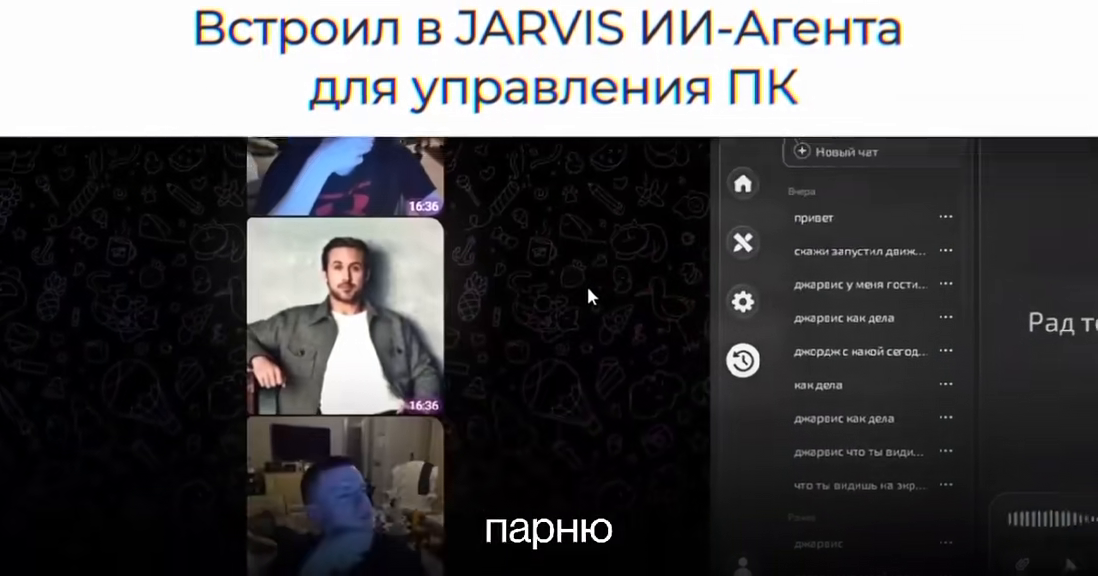 Встроил в JARVIS ИИ-Агента
для управления ПК
16:36
16:36
Новый чат
Вчера
привет
скажи запустил движ...
джарвис у меня гости...
джарвис как дела
джордж с какой сегод...
как дела
джарвис как дела
джарвис что ты види...
что ты видишь на экр...
Ранее
джарвис
Рад
парню